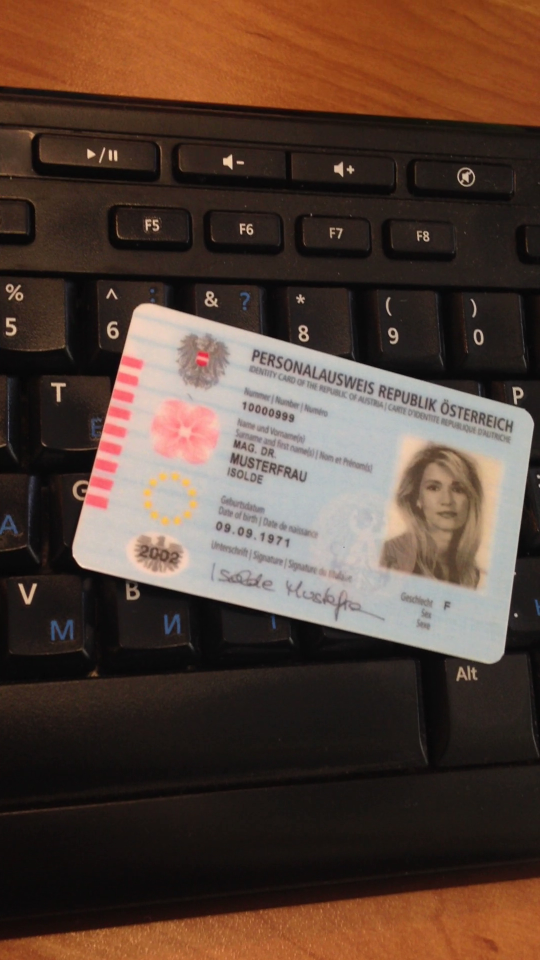 F5 F6 F7 F8
% ^ : & ? * ( )
5 6 8 9 0
T P
G
А
V В
М И
Alt
PERSONALAUSWEIS REPUBLIK ÖSTERREICH
IDENTITY CARD OF THE REPUBLIC OF AUSTRIA | CARTE D'IDENTITÉ RÉPUBLIQUE D'AUTRICHE
Nummer | Number | Numéro
10000999
Name und Vorname(n)
Surname and first name(s) | Nom et Prénom(s)
MAG. DR.
MUSTERFRAU
ISOLDE
Geburtsdatum
Date of birth | Date de naissance
09.09.1971
Unterschrift | Signature | Signature du titulaire
Isolde Musterfrau
2002
Geschlecht F
Sex
Sexe